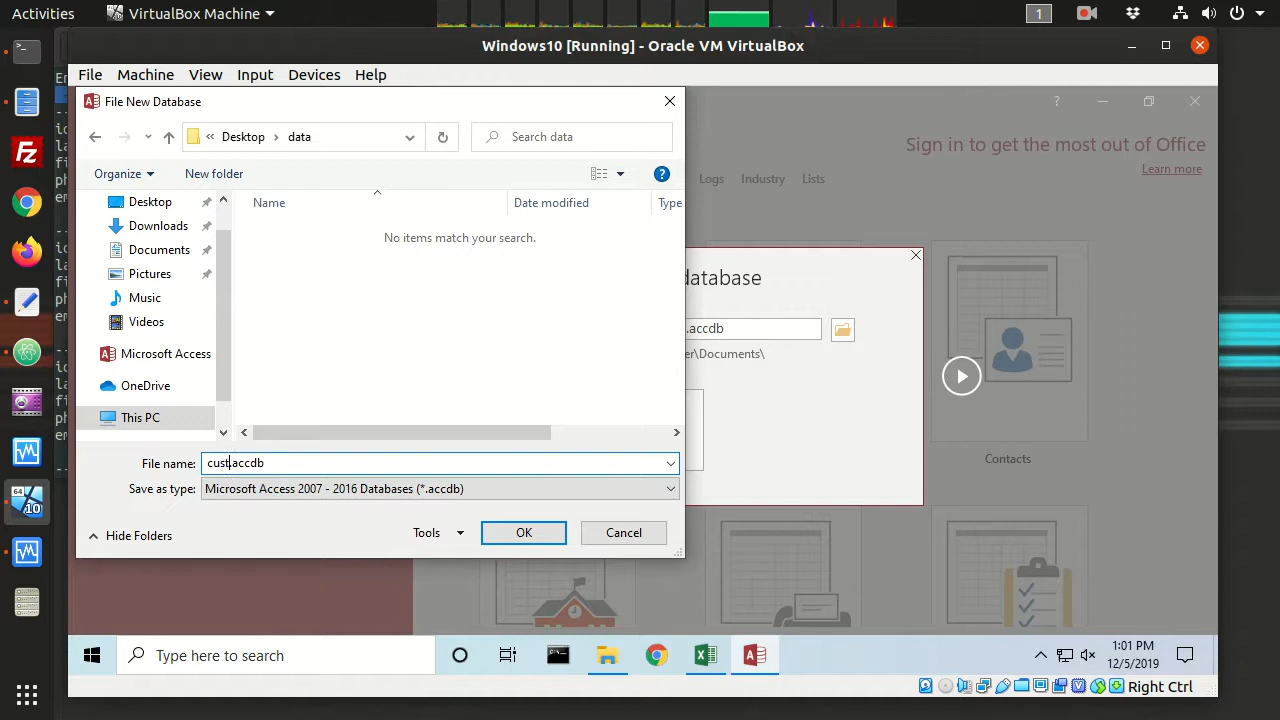 Activities
VirtualBox Machine
1
Windows10 [Running] - Oracle VM VirtualBox
File Machine View Input Devices Help
File New Database
Desktop data
Search data
Organize
New folder
Name
Date modified
Type
No items match your search.
Desktop
Downloads
Documents
Pictures
Music
Videos
Microsoft Access
OneDrive
This PC
File name: cust.accdb
Save as type: Microsoft Access 2007 - 2016 Databases (*.accdb)
Hide Folders
Tools
OK
Cancel
Sign in to get the most out of Office
Learn more
Logs Industry Lists
database
.accdb
er\Documents\
Contacts
Type here to search
1:01 PM
12/5/2019
Right Ctrl